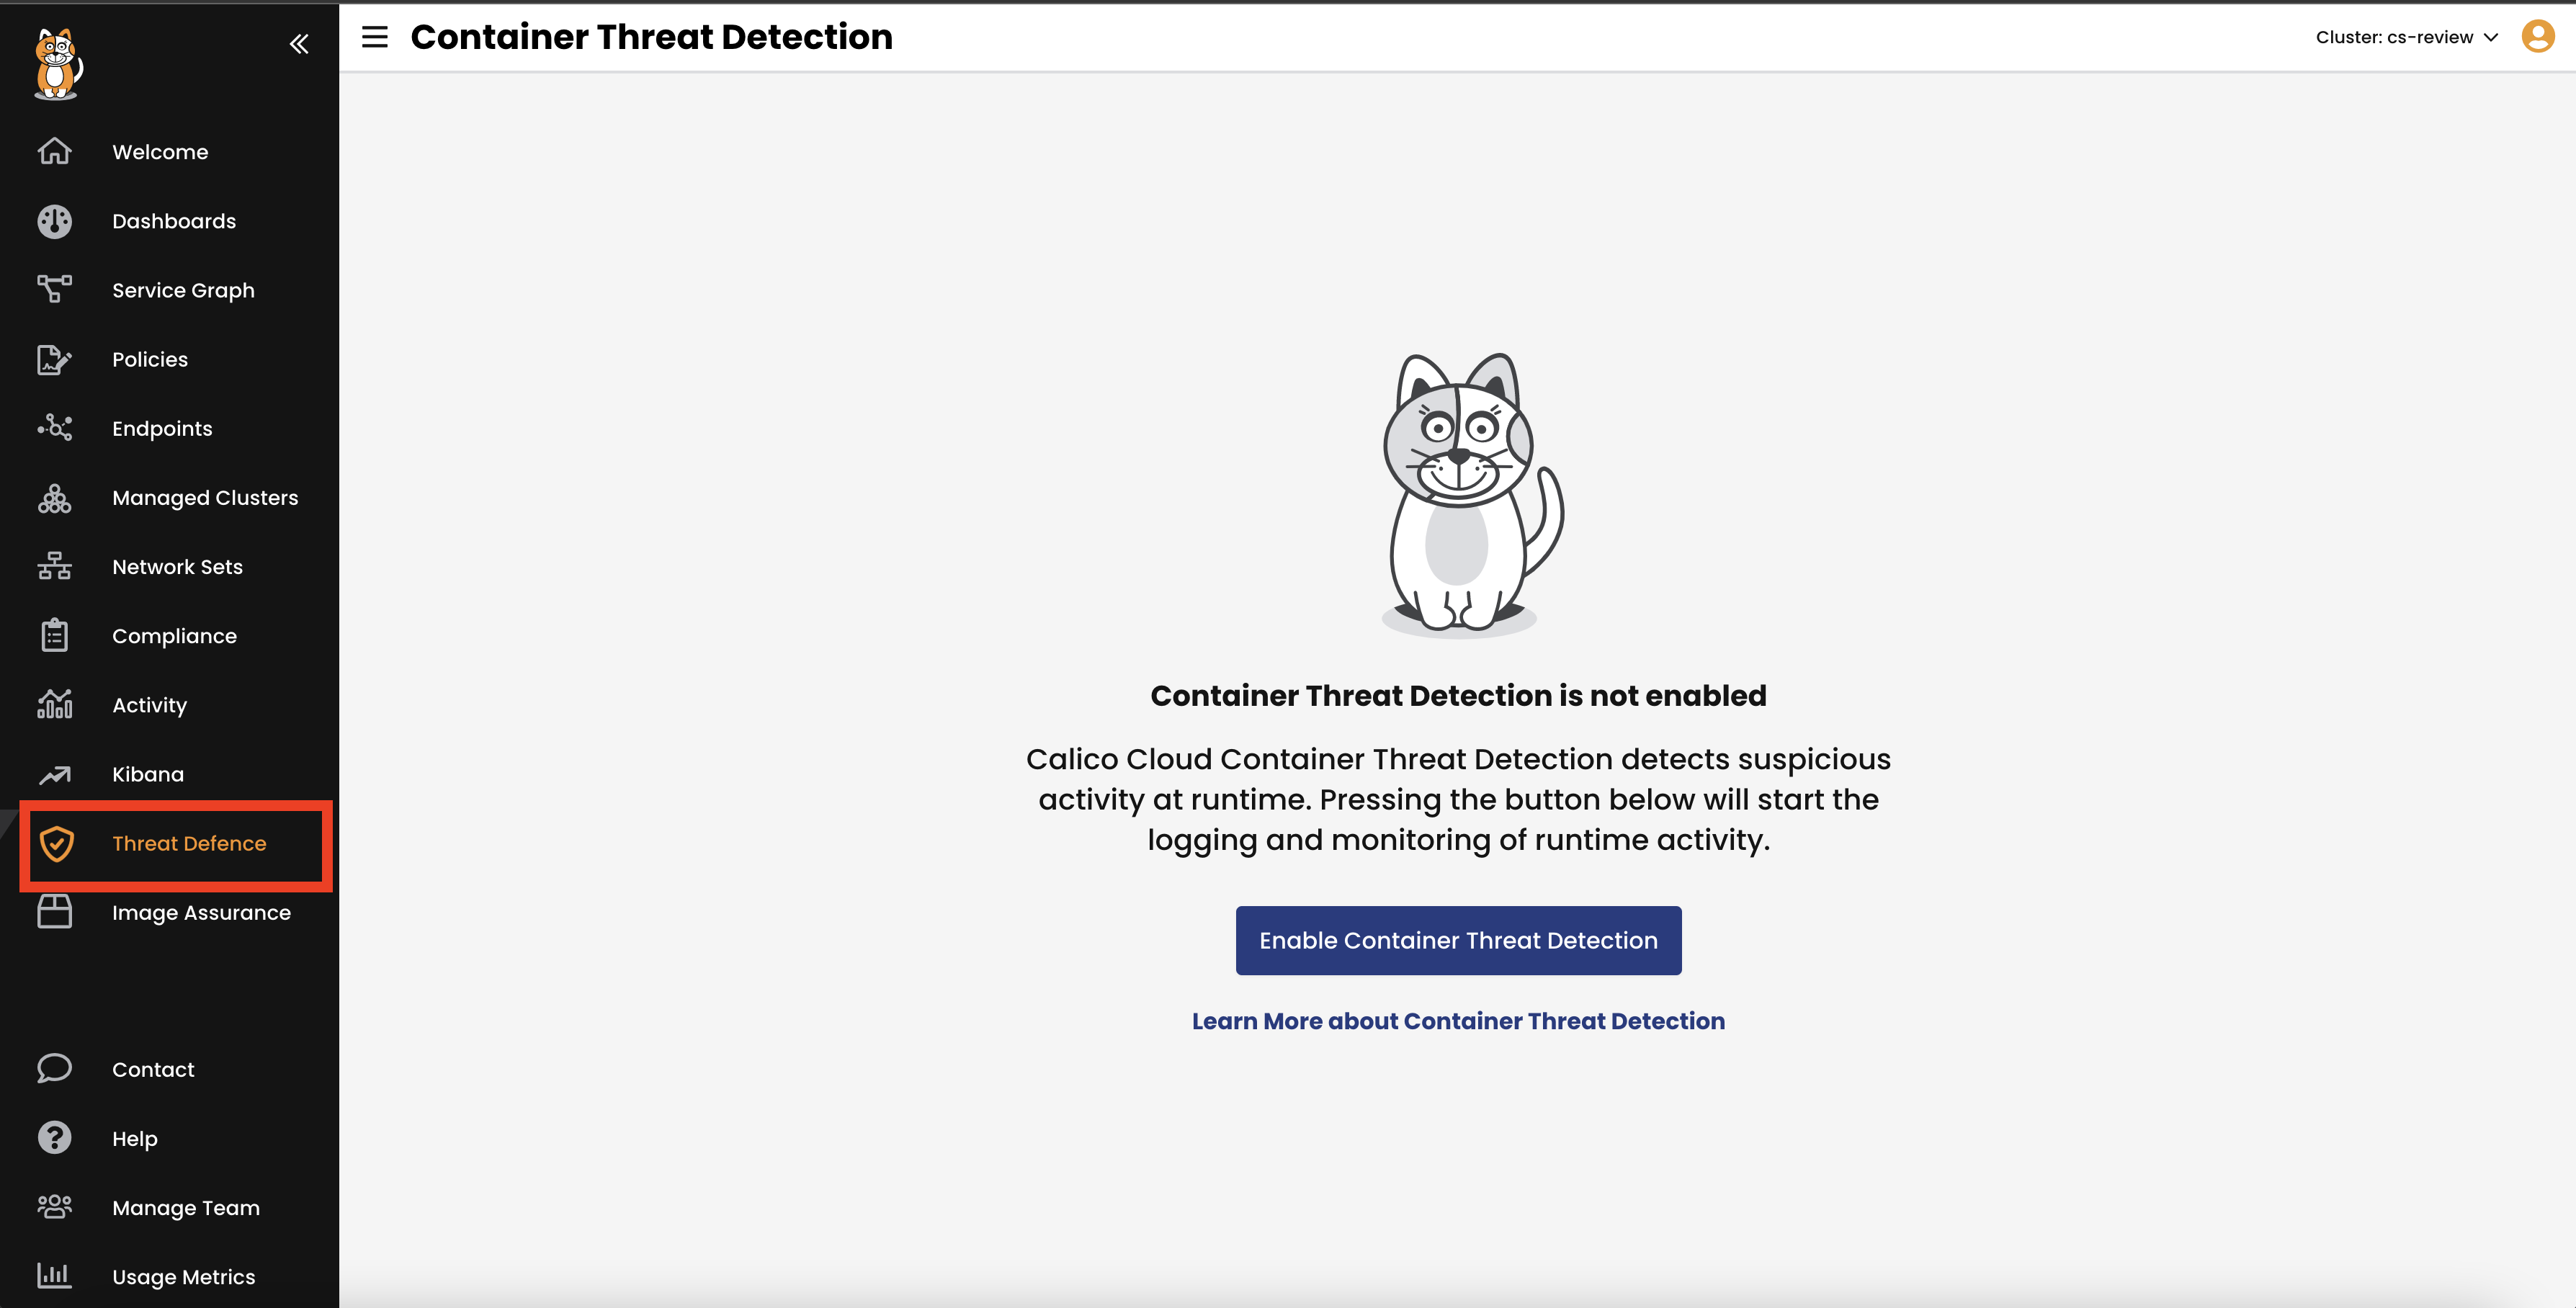 Container Threat Detection
Cluster: cs-review
Welcome
Dashboards
Service Graph
Policies
Endpoints
Managed Clusters
Network Sets
Compliance
Activity
Kibana
Threat Defence
Image Assurance
Contact
Help
Manage Team
Usage Metrics
Container Threat Detection is not enabled
Calico Cloud Container Threat Detection detects suspicious
activity at runtime. Pressing the button below will start the
logging and monitoring of runtime activity.
Enable Container Threat Detection
Learn More about Container Threat Detection